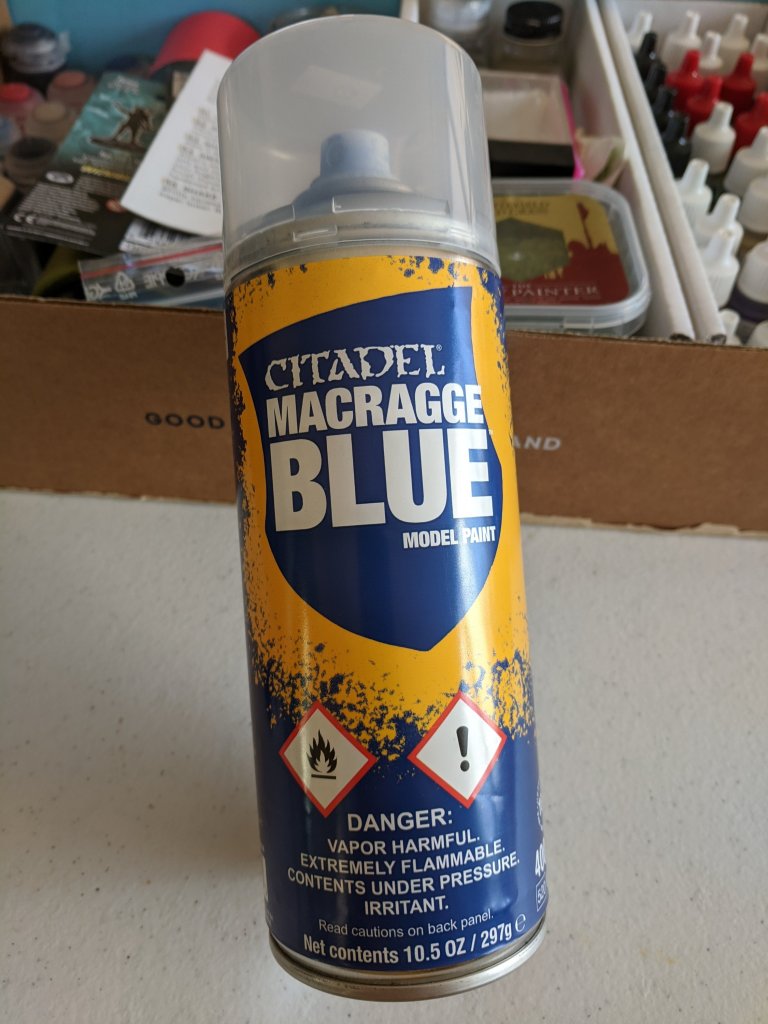 CITADEL®
MACRAGGE
BLUE
MODEL PAINT
DANGER:
VAPOR HARMFUL.
EXTREMELY FLAMMABLE.
CONTENTS UNDER PRESSURE.
IRRITANT.
Read cautions on back panel.
Net contents 10.5 OZ / 297g ℮
GOOD
AND
PAINTER